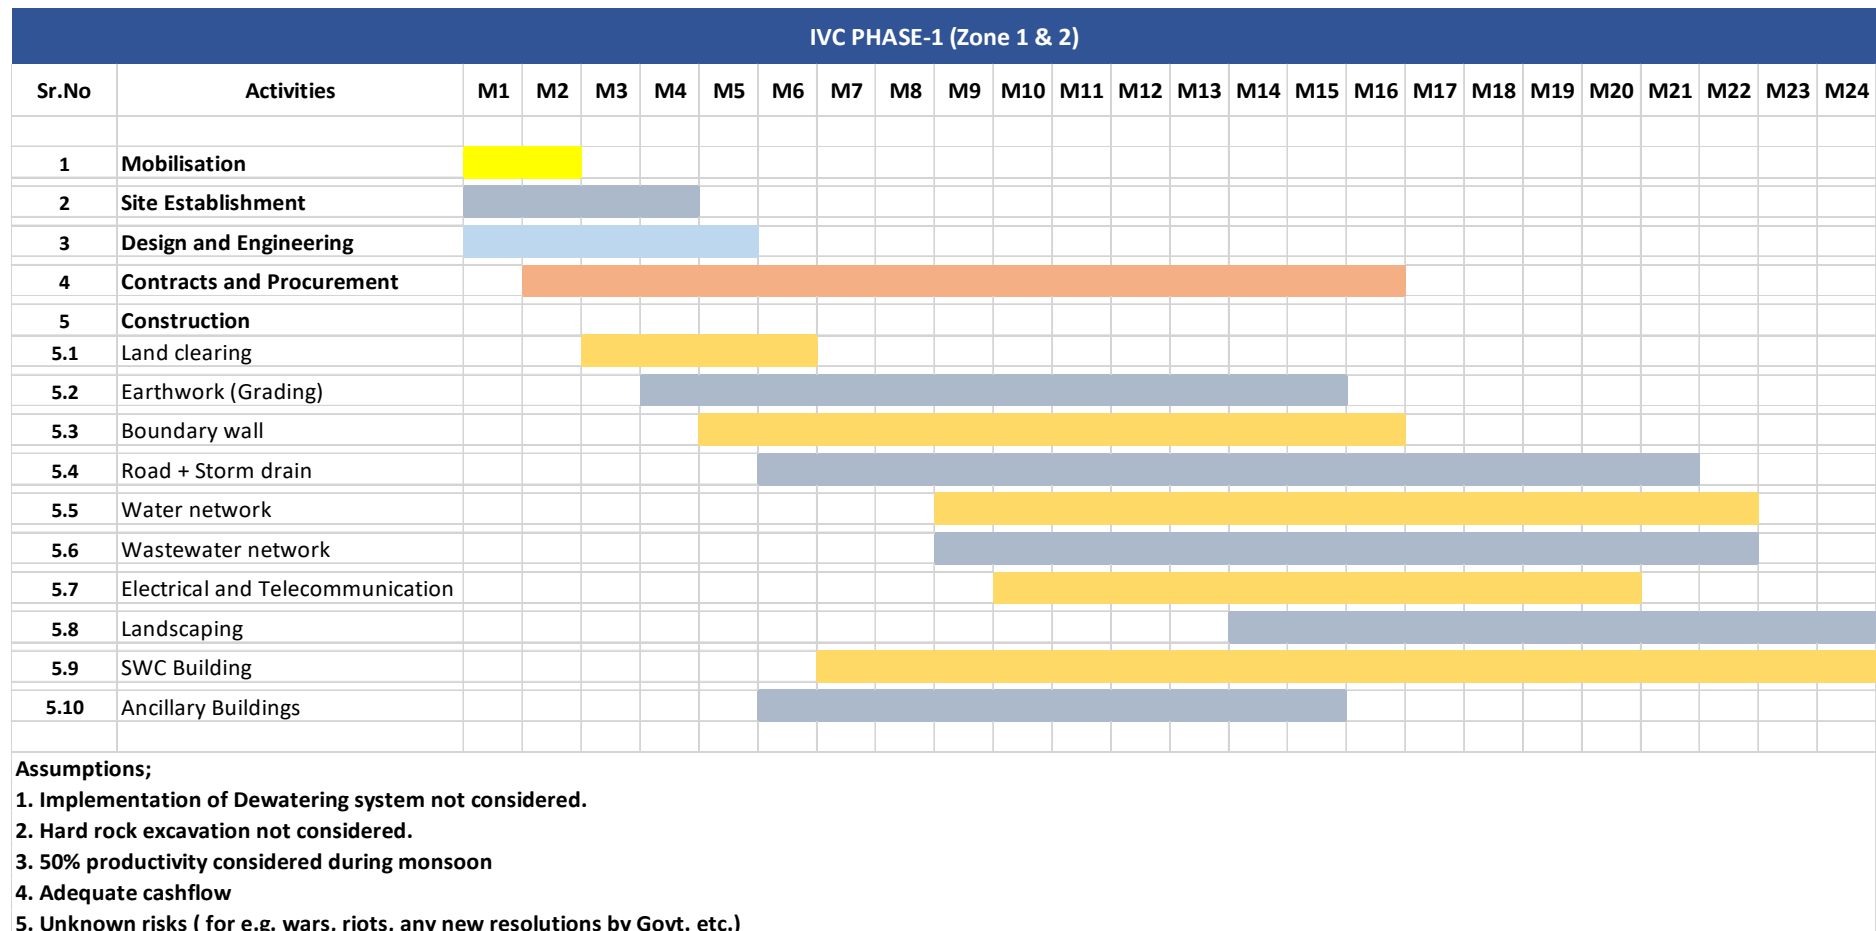 IVC PHASE-1 (Zone 1 & 2)
Sr.No Activities M1 M2 M3 M4 M5 M6 M7 M8 M9 M10 M11 M12 M13 M14 M15 M16 M17 M18 M19 M20 M21 M22 M23 M24
1 Mobilisation
2 Site Establishment
3 Design and Engineering
4 Contracts and Procurement
5 Construction
5.1 Land clearing
5.2 Earthwork (Grading)
5.3 Boundary wall
5.4 Road + Storm drain
5.5 Water network
5.6 Wastewater network
5.7 Electrical and Telecommunication
5.8 Landscaping
5.9 SWC Building
5.10 Ancillary Buildings
Assumptions;
1. Implementation of Dewatering system not considered.
2. Hard rock excavation not considered.
3. 50% productivity considered during monsoon
4. Adequate cashflow
5. Unknown risks ( for e.g. wars, riots, any new resolutions by Govt. etc.)